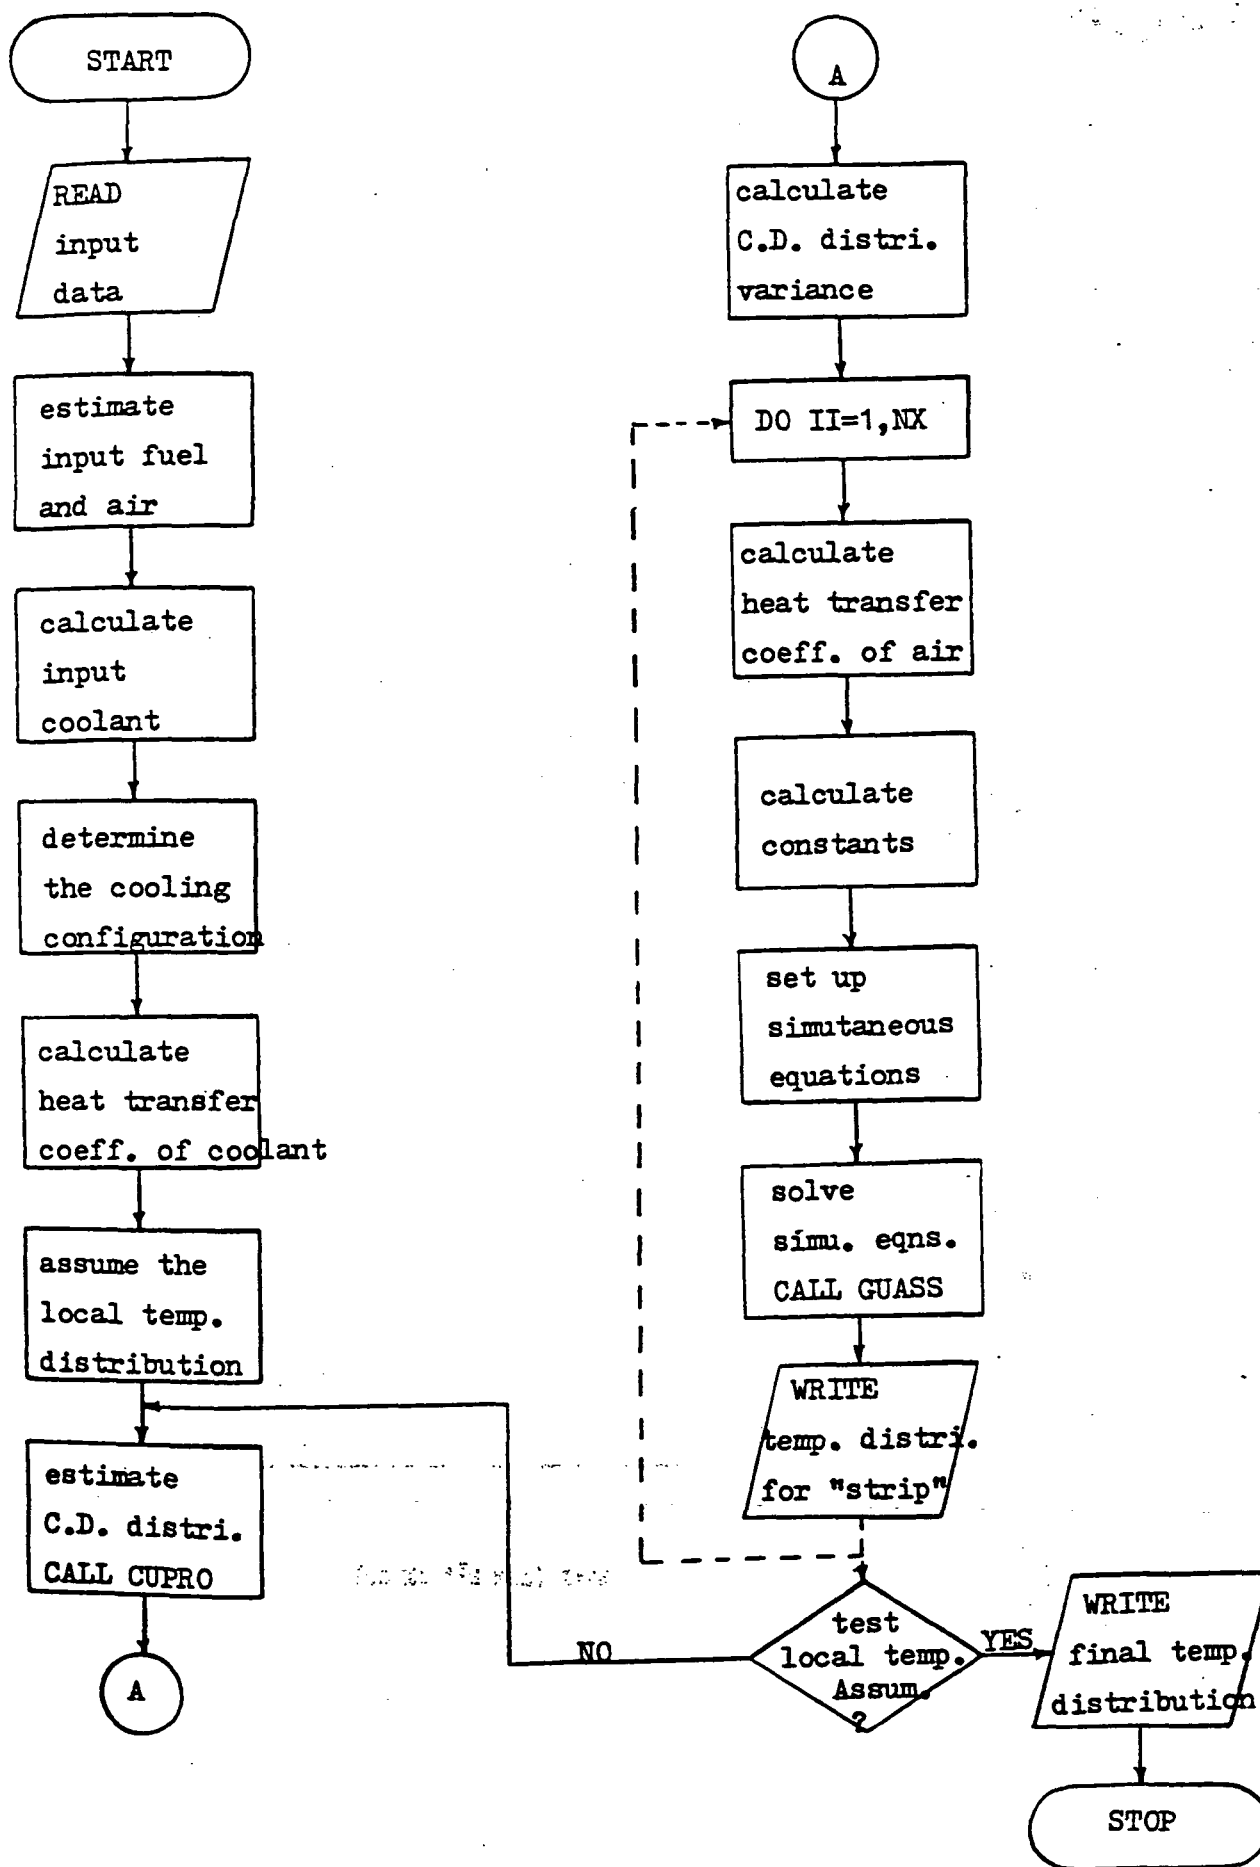 START
READ
input
data
estimate
input fuel
and air
calculate
input
coolant
determine
the cooling
configuration
calculate
heat transfer
coeff. of coolant
assume the
local temp.
distribution
estimate
C.D. distri.
CALL CUPRO
A
A
calculate
C.D. distri.
variance
DO II=1,NX
calculate
heat transfer
coeff. of air
calculate
constants
set up
simutaneous
equations
solve
simu. eqns.
CALL GUASS
WRITE
temp. distri.
for "strip"
test
local temp.
Assum.
?
NO
YES
WRITE
final temp.
distribution
STOP